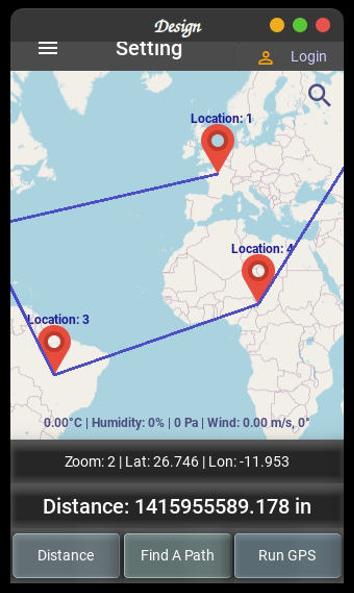 Design
Setting
Login
Location: 1
Location: 4
Location: 3
0.00°C | Humidity: 0% | 0 Pa | Wind: 0.00 m/s, 0°
Zoom: 2 | Lat: 26.746 | Lon: -11.953
Distance: 1415955589.178 in
Distance
Find A Path
Run GPS